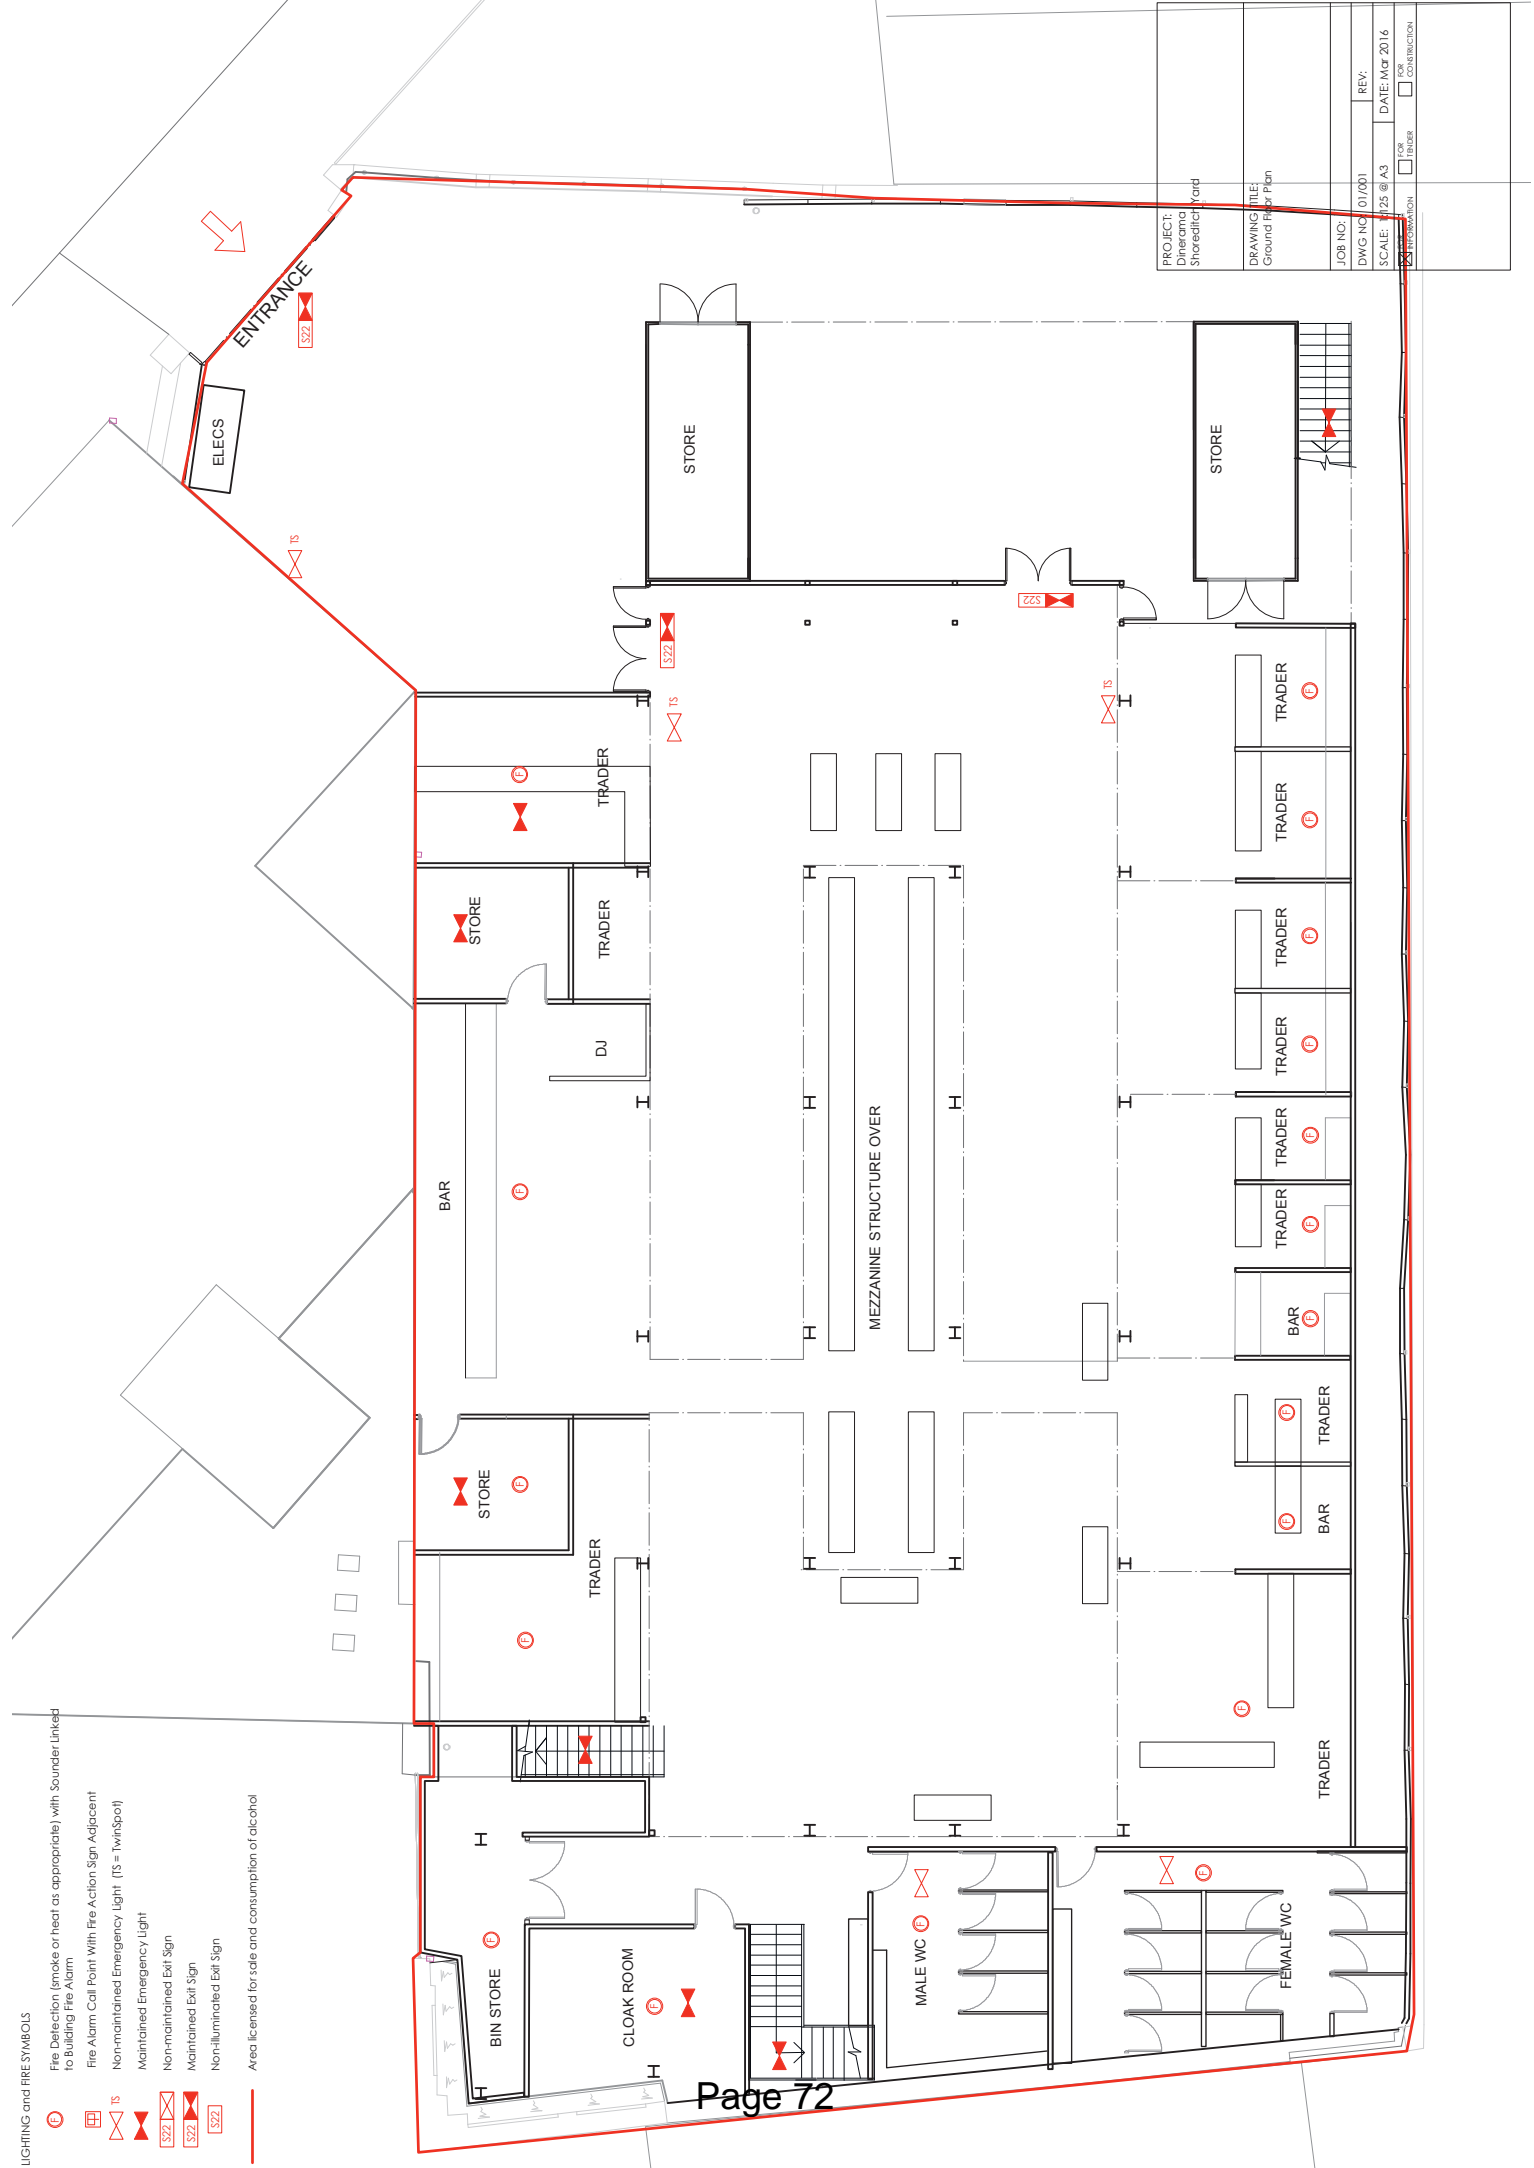 LIGHTING and FIRE SYMBOLS
F
Fire Detection (smoke or heat as appropriate) with Sounder Linked
to Building Fire Alarm
Fire Alarm Call Point With Fire Action Sign Adjacent
TS
Non-maintained Emergency Light (TS = TwinSpot)
Maintained Emergency Light
S22
Non-maintained Exit Sign
S22
Maintained Exit Sign
S22
Non-illuminated Exit Sign
Area licensed for sale and consumption of alcohol
ENTRANCE
S22
ELECS
TS
STORE
STORE
S22
S22
TS
TS
TRADER
F
STORE
TRADER
DJ
BAR
F
STORE
F
TRADER
F
MEZZANINE STRUCTURE OVER
TRADER
F
TRADER
F
TRADER
F
TRADER
F
TRADER
F
TRADER
F
BAR
F
TRADER
F
BAR
F
TRADER
F
BIN STORE
F
CLOAK ROOM
F
MALE WC
F
FEMALE WC
F
PROJECT:
Dinerama
Shoreditch Yard
DRAWING TITLE:
Ground Floor Plan
JOB NO:
DWG NO: 01/001
REV:
SCALE: 1:125 @ A3
DATE: Mar 2016
FOR
INFORMATION
FOR
TENDER
FOR
CONSTRUCTION
Page 72